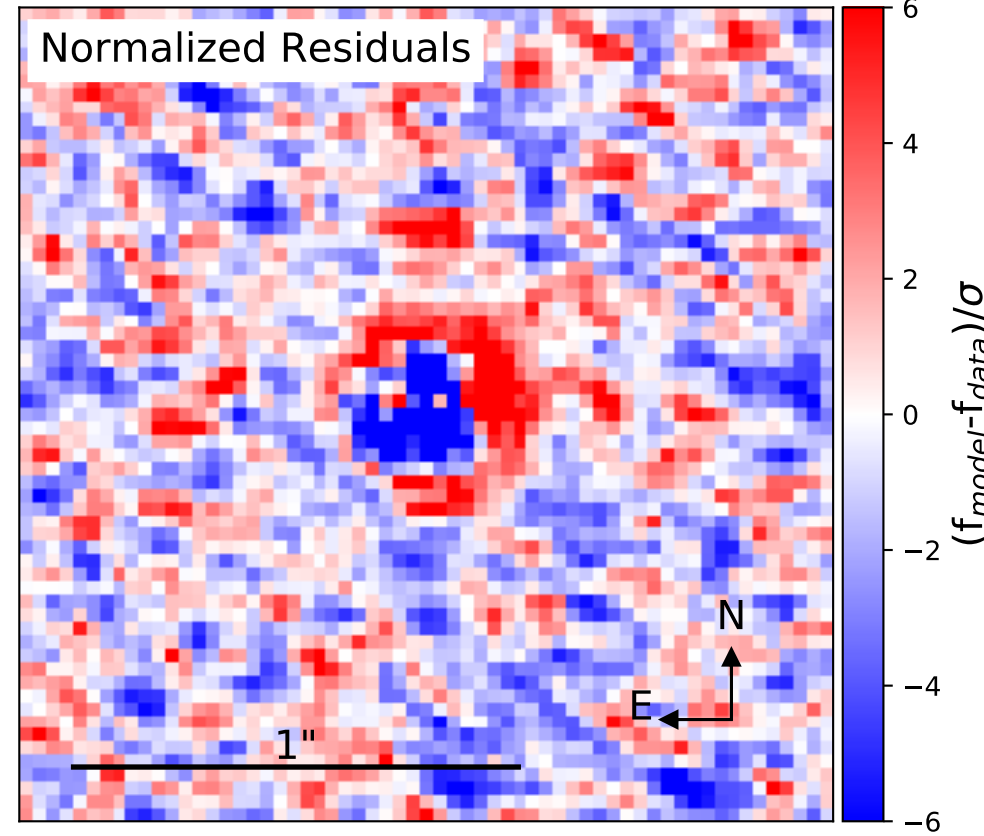 Normalized Residuals
6
4
2
0
−2
−4
−6
(f_model-f_data)/σ
N
E
1"